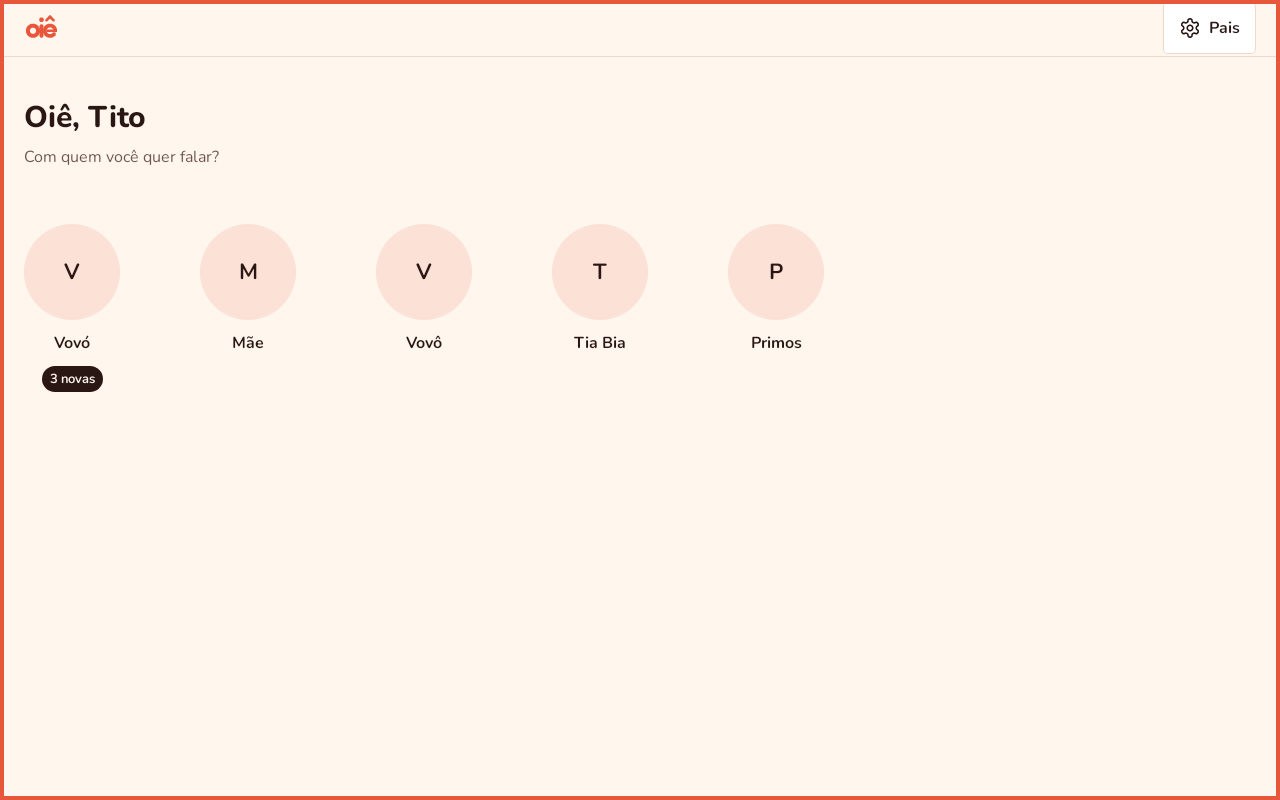 oiê
Pais
Oiê, Tito
Com quem você quer falar?
V
M
V
T
P
Vovó
Mãe
Vovô
Tia Bia
Primos
3 novas